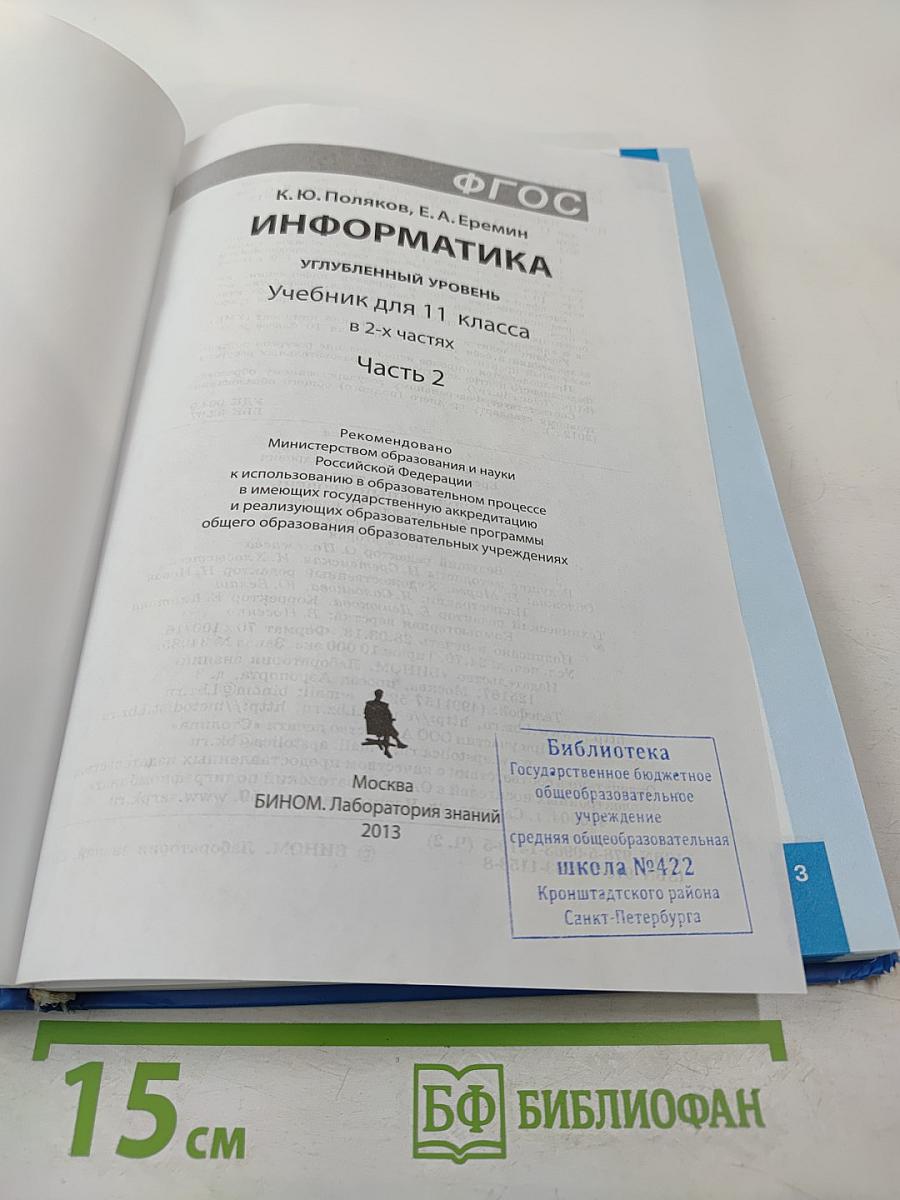 ФГОС
К. Ю. Поляков, Е. А. Еремин
ИНФОРМАТИКА
УГЛУБЛЕННЫЙ УРОВЕНЬ
Учебник для 11 класса
в 2-х частях
Часть 2
Рекомендовано
Министерством образования и науки
Российской Федерации
к использованию в образовательном процессе
в имеющих государственную аккредитацию
и реализующих образовательные программы
общего образования образовательных учреждениях
Москва
БИНОМ. Лаборатория знаний
2013
Библиотека
Государственное бюджетное
общеобразовательное
учреждение
средняя общеобразовательная
школа №422
Кронштадтского района
Санкт-Петербурга
3
15 см
БФ БИБЛИОФАН